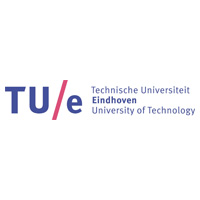 TU/e
Technische Universiteit
Eindhoven
University of Technology